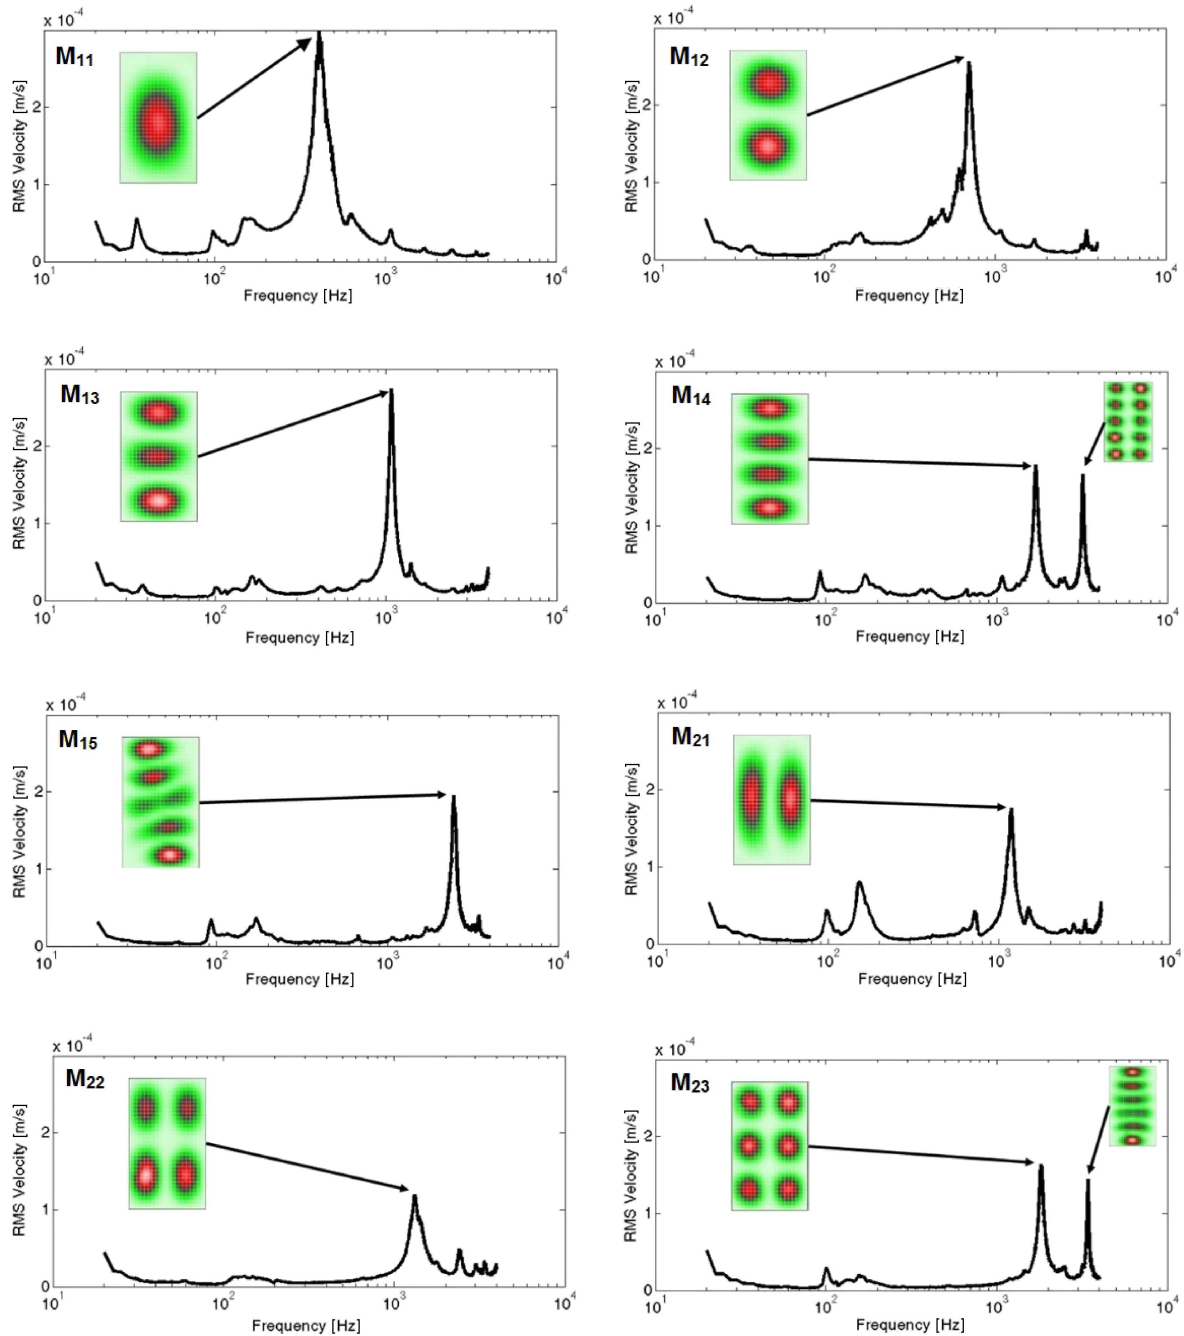 x 10⁻⁴
M₁₁
RMS Velocity [m/s]
2
1
0
10¹ 10² 10³ 10⁴
Frequency [Hz]
x 10⁻⁴
M₁₂
RMS Velocity [m/s]
2
1
0
10¹ 10² 10³ 10⁴
Frequency [Hz]
x 10⁻⁴
M₁₃
RMS Velocity [m/s]
2
1
0
10¹ 10² 10³ 10⁴
Frequency [Hz]
x 10⁻⁴
M₁₄
RMS Velocity [m/s]
2
1
0
10¹ 10² 10³ 10⁴
Frequency [Hz]
x 10⁻⁴
M₁₅
RMS Velocity [m/s]
2
1
0
10¹ 10² 10³ 10⁴
Frequency [Hz]
x 10⁻⁴
M₂₁
RMS Velocity [m/s]
2
1
0
10¹ 10² 10³ 10⁴
Frequency [Hz]
x 10⁻⁴
M₂₂
RMS Velocity [m/s]
2
1
0
10¹ 10² 10³ 10⁴
Frequency [Hz]
x 10⁻⁴
M₂₃
RMS Velocity [m/s]
2
1
0
10¹ 10² 10³ 10⁴
Frequency [Hz]